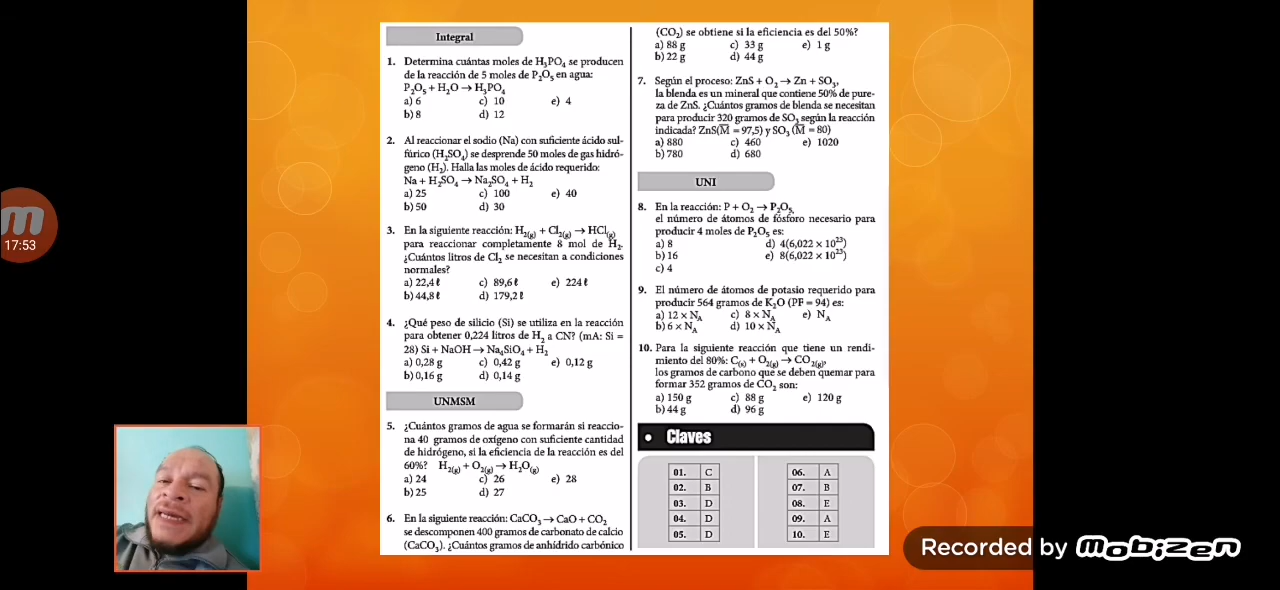 Integral
1. Determina cuántas moles de H₃PO₄ se producen
de la reacción de 5 moles de P₂O₅ en agua:
P₂O₅ + H₂O → H₃PO₄
a) 6 c) 10 e) 4
b) 8 d) 12
2. Al reaccionar el sodio (Na) con suficiente ácido sul-
fúrico (H₂SO₄) se desprende 50 moles de gas hidró-
geno (H₂). Halla las moles de ácido requerido:
Na + H₂SO₄ → Na₂SO₄ + H₂
a) 25 c) 100 e) 40
b) 50 d) 30
3. En la siguiente reacción: H₂(g) + Cl₂(g) → HCl(g)
para reaccionar completamente 8 mol de H₂.
¿Cuántos litros de Cl₂ se necesitan a condiciones
normales?
a) 22,4 ℓ c) 89,6 ℓ e) 224 ℓ
b) 44,8 ℓ d) 179,2 ℓ
4. ¿Qué peso de silicio (Si) se utiliza en la reacción
para obtener 0,224 litros de H₂ a CN? (mA: Si =
28) Si + NaOH → Na₄SiO₄ + H₂
a) 0,28 g c) 0,42 g e) 0,12 g
b) 0,16 g d) 0,14 g
UNMSM
5. ¿Cuántos gramos de agua se formarán si reaccio-
na 40 gramos de oxígeno con suficiente cantidad
de hidrógeno, si la eficiencia de la reacción es del
60%? H₂(g) + O₂(g) → H₂O(g)
a) 24 c) 26 e) 28
b) 25 d) 27
6. En la siguiente reacción: CaCO₃ → CaO + CO₂
se descomponen 400 gramos de carbonato de calcio
(CaCO₃). ¿Cuántos gramos de anhídrido carbónico
(CO₂) se obtiene si la eficiencia es del 50%?
a) 88 g c) 33 g e) 1 g
b) 22 g d) 44 g
7. Según el proceso: ZnS + O₂ → Zn + SO₃,
la blenda es un mineral que contiene 50% de pure-
za de ZnS. ¿Cuántos gramos de blenda se necesitan
para producir 320 gramos de SO₃ según la reacción
indicada? ZnS(M̅ = 97,5) y SO₃ (M̅ = 80)
a) 880 c) 460 e) 1020
b) 780 d) 680
UNI
8. En la reacción: P + O₂ → P₂O₅,
el número de átomos de fósforo necesario para
producir 4 moles de P₂O₅ es:
a) 8 d) 4(6,022 × 10²³)
b) 16 e) 8(6,022 × 10²³)
c) 4
9. El número de átomos de potasio requerido para
producir 564 gramos de K₂O (PF = 94) es:
a) 12 × N_A c) 8 × N_A e) N_A
b) 6 × N_A d) 10 × N_A
10. Para la siguiente reacción que tiene un rendi-
miento del 80%: C(s) + O₂(g) → CO₂(g),
los gramos de carbono que se deben quemar para
formar 352 gramos de CO₂ son:
a) 150 g c) 88 g e) 120 g
b) 44 g d) 96 g
• Claves
01. C 06. A
02. B 07. B
03. D 08. E
04. D 09. A
05. D 10. E
17:53
Recorded by mobizen